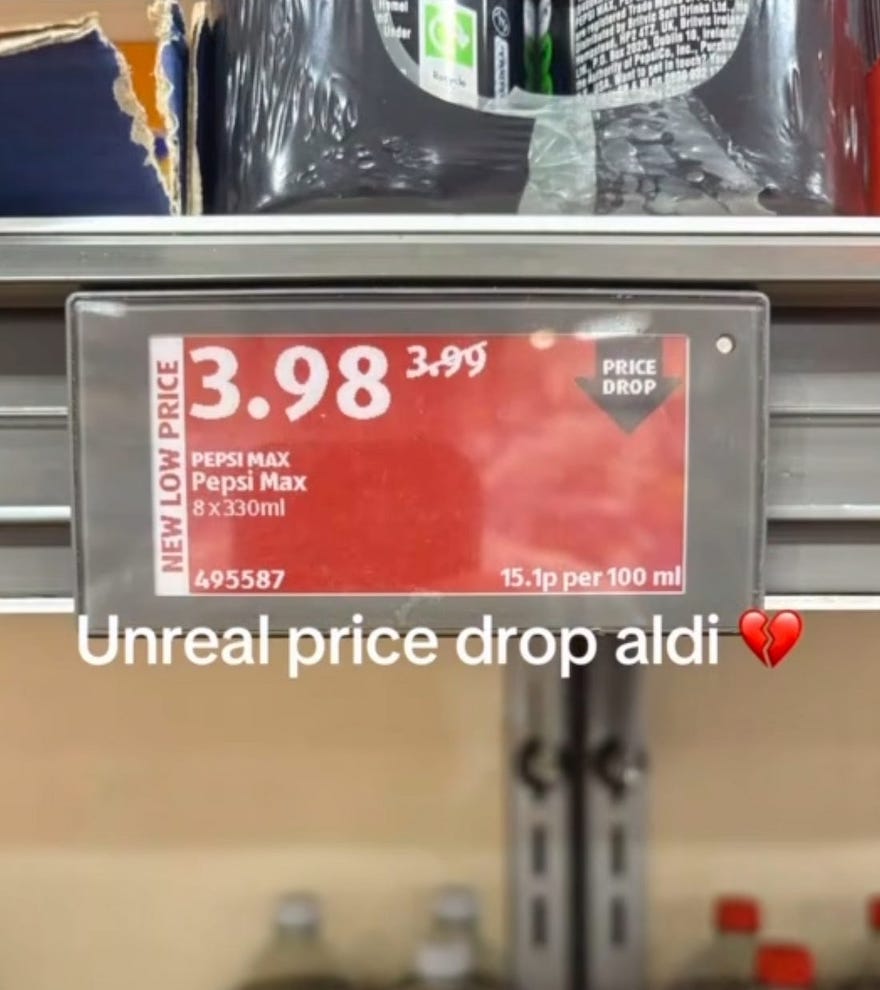 Recycle
3.98 3.99
PRICE
DROP
NEW LOW PRICE
PEPSI MAX
Pepsi Max
8x330ml
495587
15.1p per 100 ml
Unreal price drop aldi 💔